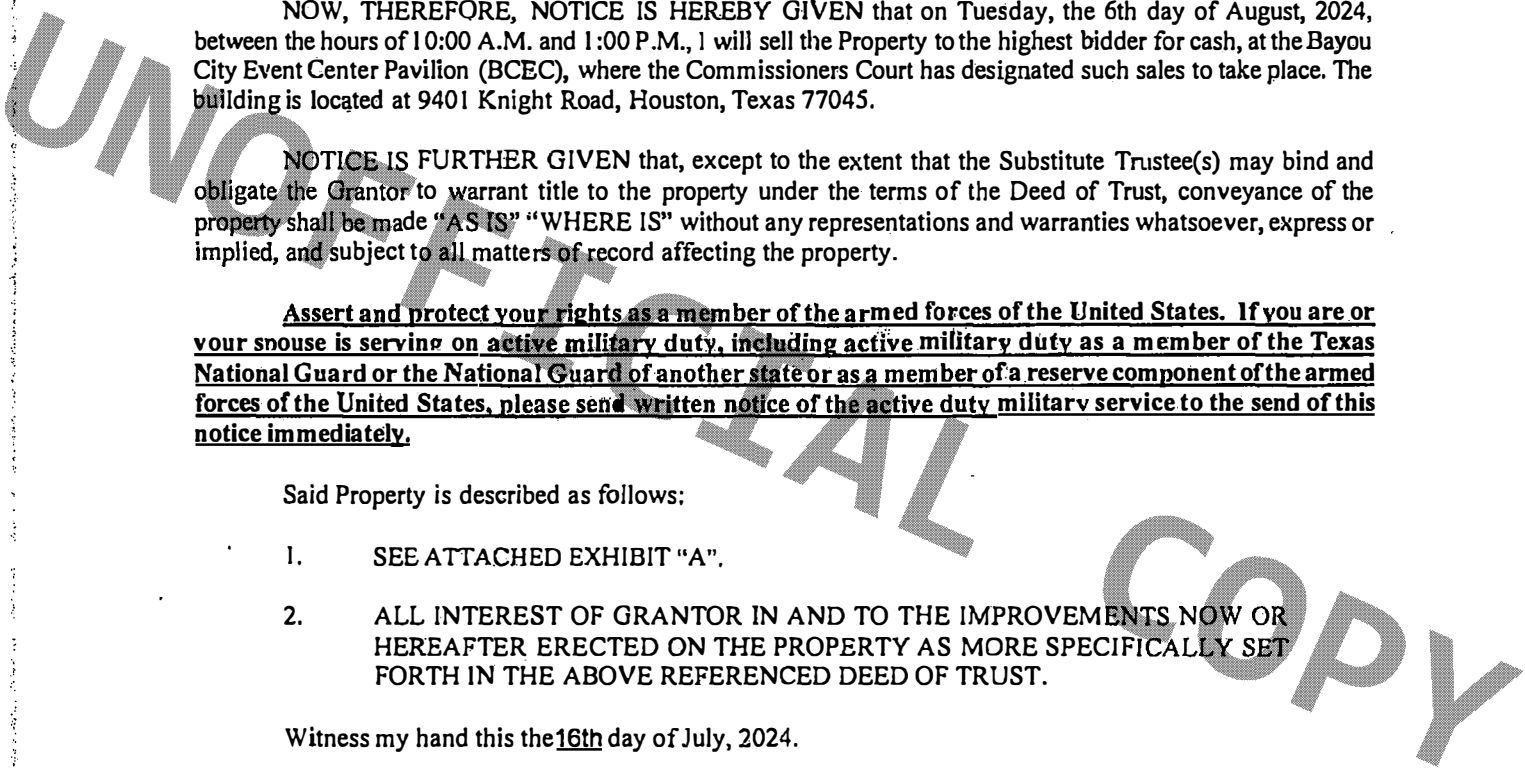 NOW, THEREFORE, NOTICE IS HEREBY GIVEN that on Tuesday, the 6th day of August, 2024,
between the hours of 10:00 A.M. and 1:00 P.M., I will sell the Property to the highest bidder for cash, at the Bayou
City Event Center Pavilion (BCEC), where the Commissioners Court has designated such sales to take place. The
building is located at 9401 Knight Road, Houston, Texas 77045.
NOTICE IS FURTHER GIVEN that, except to the extent that the Substitute Trustee(s) may bind and
obligate the Grantor to warrant title to the property under the terms of the Deed of Trust, conveyance of the
property shall be made "AS IS" "WHERE IS" without any representations and warranties whatsoever, express or
implied, and subject to all matters of record affecting the property.
Assert and protect your rights as a member of the armed forces of the United States. If you are or
your spouse is serving on active military duty, including active military duty as a member of the Texas
National Guard or the National Guard of another state or as a member of a reserve component of the armed
forces of the United States, please send written notice of the active duty military service to the send of this
notice immediately.
Said Property is described as follows:
1. SEE ATTACHED EXHIBIT "A".
2. ALL INTEREST OF GRANTOR IN AND TO THE IMPROVEMENTS NOW OR
HEREAFTER ERECTED ON THE PROPERTY AS MORE SPECIFICALLY SET
FORTH IN THE ABOVE REFERENCED DEED OF TRUST.
Witness my hand this the 16th day of July, 2024.
UNOFFICIAL COPY